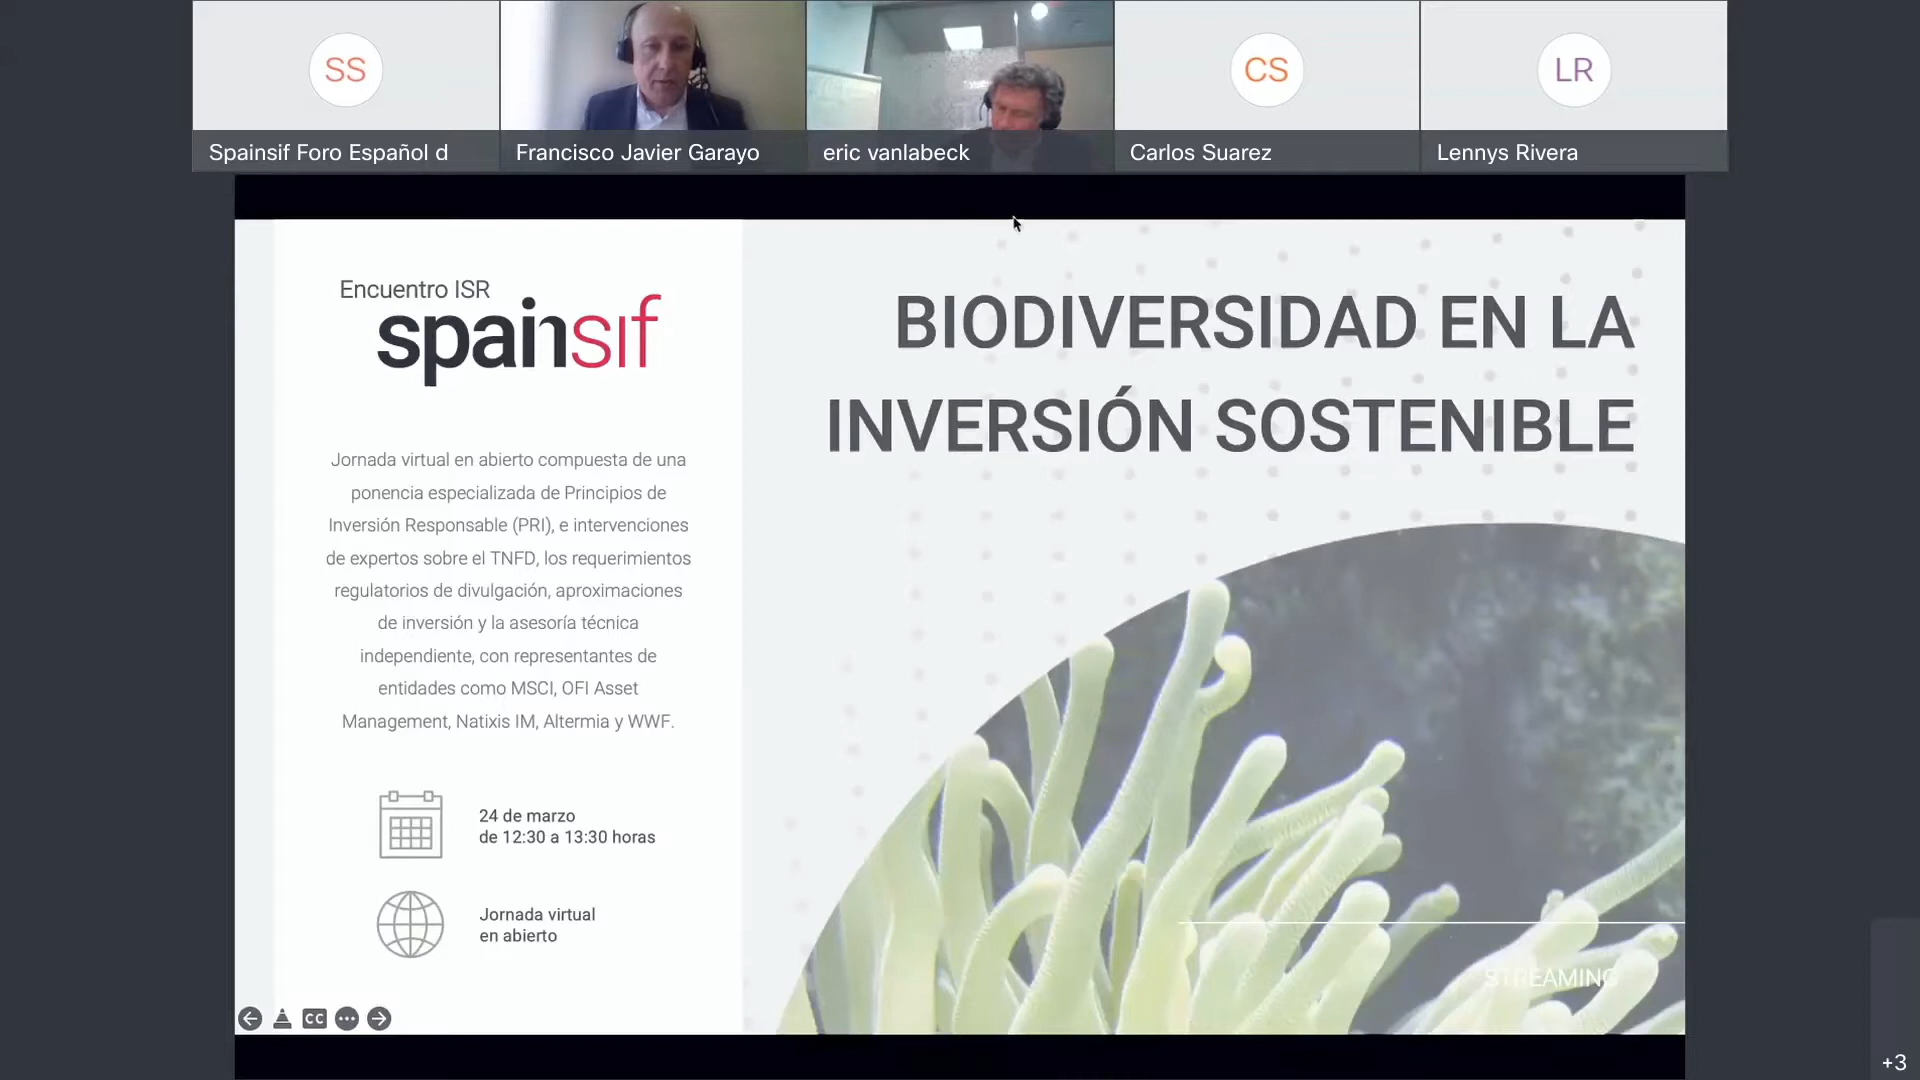 SS
CS
LR
Spainsif Foro Español d
Francisco Javier Garayo
eric vanlabeck
Carlos Suarez
Lennys Rivera
Encuentro ISR
spainsif
Jornada virtual en abierto compuesta de una
ponencia especializada de Principios de
Inversión Responsable (PRI), e intervenciones
de expertos sobre el TNFD, los requerimientos
regulatorios de divulgación, aproximaciones
de inversión y la asesoría técnica
independiente, con representantes de
entidades como MSCI, OFI Asset
Management, Natixis IM, Altermia y WWF.
24 de marzo
de 12:30 a 13:30 horas
Jornada virtual
en abierto
BIODIVERSIDAD EN LA
INVERSIÓN SOSTENIBLE
STREAMING
CC
+3